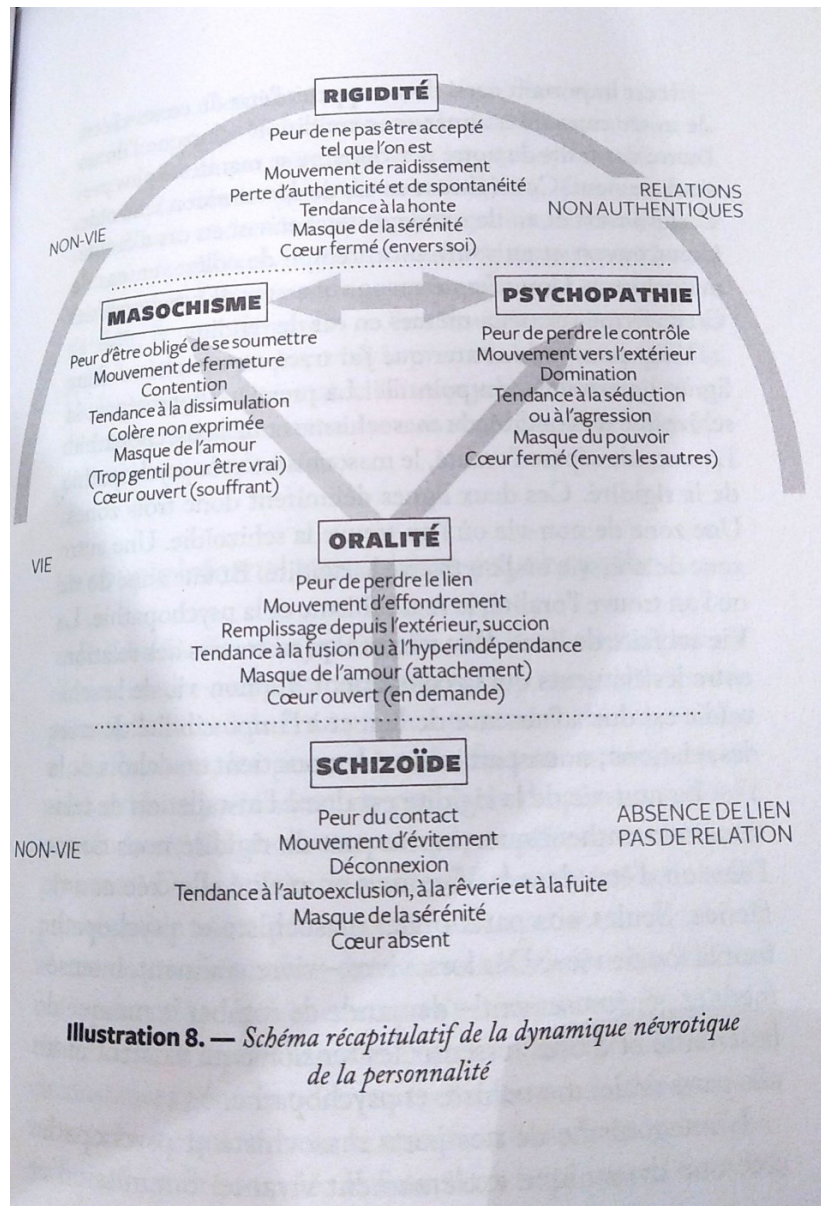 RIGIDITÉ
Peur de ne pas être accepté
tel que l'on est
Mouvement de raidissement
Perte d'authenticité et de spontanéité
Tendance à la honte
Masque de la sérénité
Cœur fermé (envers soi)
RELATIONS
NON AUTHENTIQUES
NON-VIE
MASOCHISME
Peur d'être obligé de se soumettre
Mouvement de fermeture
Contention
Tendance à la dissimulation
Colère non exprimée
Masque de l'amour
(Trop gentil pour être vrai)
Cœur ouvert (souffrant)
PSYCHOPATHIE
Peur de perdre le contrôle
Mouvement vers l'extérieur
Domination
Tendance à la séduction
ou à l'agression
Masque du pouvoir
Cœur fermé (envers les autres)
VIE
ORALITÉ
Peur de perdre le lien
Mouvement d'effondrement
Remplissage depuis l'extérieur, succion
Tendance à la fusion ou à l'hyperindépendance
Masque de l'amour (attachement)
Cœur ouvert (en demande)
SCHIZOÏDE
Peur du contact
Mouvement d'évitement
Déconnexion
Tendance à l'autoexclusion, à la rêverie et à la fuite
Masque de la sérénité
Cœur absent
NON-VIE
ABSENCE DE LIEN
PAS DE RELATION
Illustration 8. — Schéma récapitulatif de la dynamique névrotique
de la personnalité